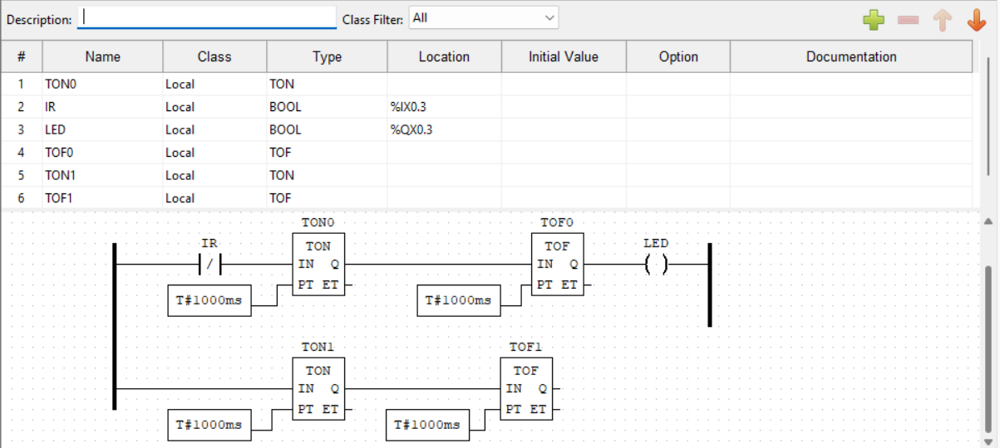 Description: Class Filter: All
# Name Class Type Location Initial Value Option Documentation
1 TON0 Local TON
2 IR Local BOOL %IX0.3
3 LED Local BOOL %QX0.3
4 TOF0 Local TOF
5 TON1 Local TON
6 TOF1 Local TOF
TON0 TOF0
IR TON TOF LED
/ IN Q IN Q ( )
PT ET PT ET
T#1000ms T#1000ms
TON1 TOF1
TON TOF
IN Q IN Q
PT ET PT ET
T#1000ms T#1000ms